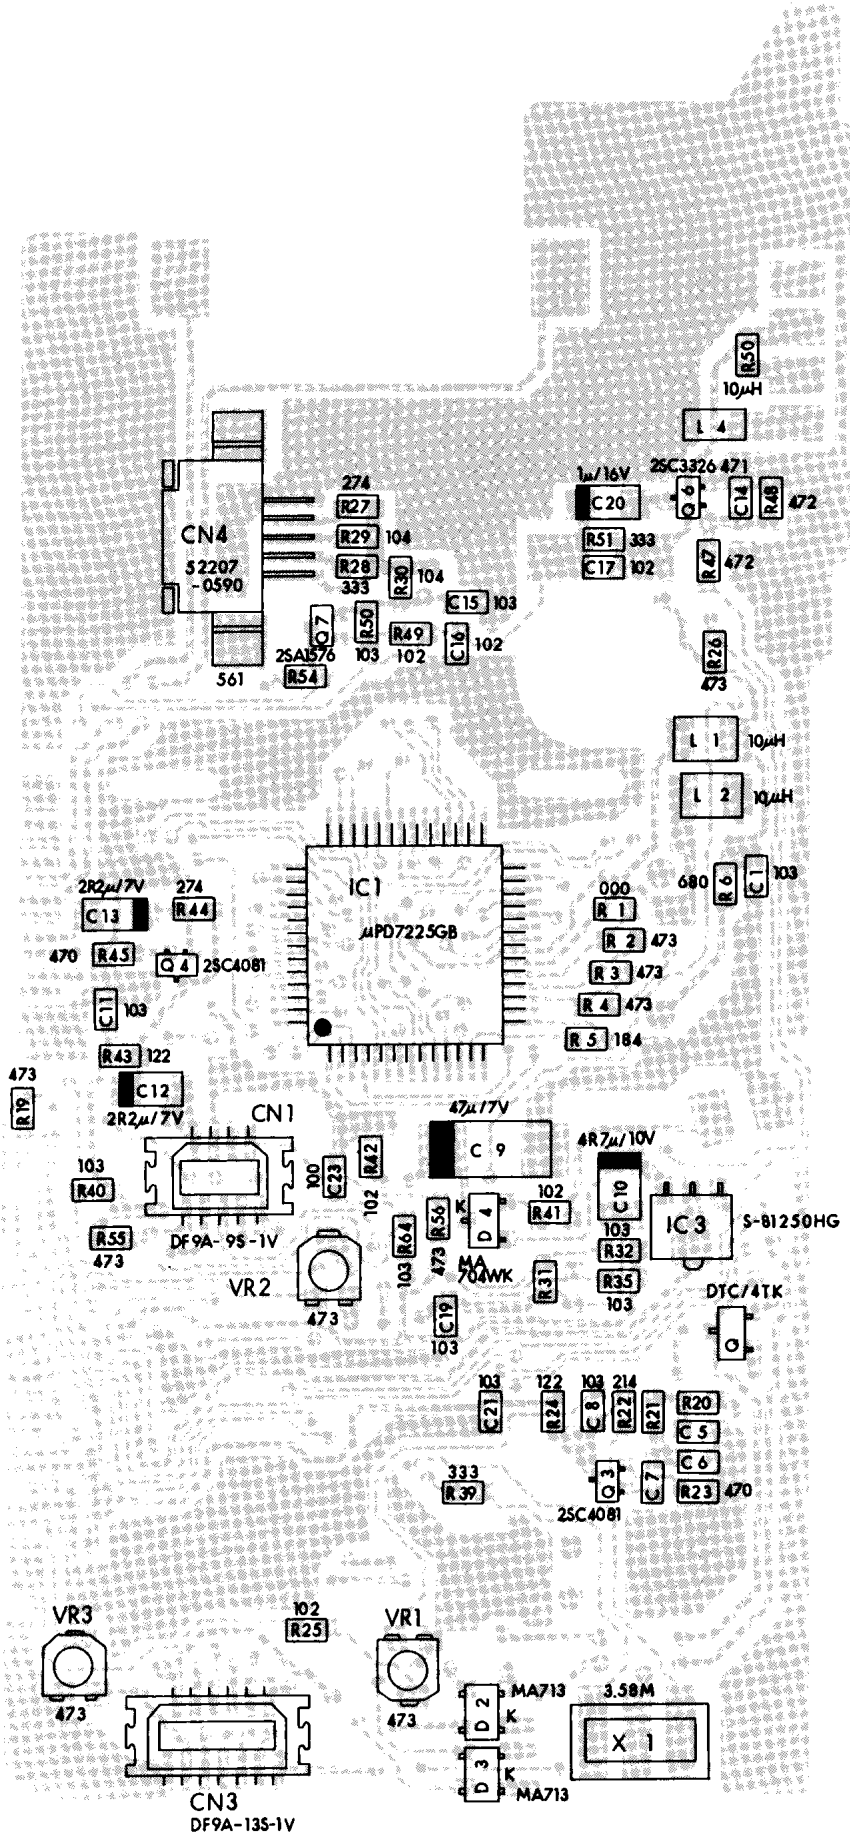 R50
10μH
L 4
2SC3326 471
1μ/16V
C20
Q 6
C14
R48
472
274
R27
CN4
R29 104
R51 333
52207
-0590
R28
333
R30 104
C17 102
R47 472
C15 103
Q7
R50
103
R49
102
C16 102
R26
473
2SA1576
R54
561
L 1 10μH
L 2 10μH
IC1
μPD7225GB
680
R 6
C 1
103
2R2μ/7V
C13
274
R44
000
R 1
R 2 473
470 R45
Q 4 2SC4081
R 3 473
C11 103
R 4 473
R 5 184
R43 122
473
R19
C12
2R2μ/7V
CN1
47μ/7V
C 9
4R7μ/10V
C10
103
R40
100
C23
R42
102
102
R41
IC 3
S-81250HG
R55
473
DF9A-9S-1V
R64
103
R56
473
K
D 4
MA
704WK
103
R32
VR2
473
R31
R35
103
DTC/4TK
Q
C19
103
103
C21
122
R24
103
C 8
214
R22
R21
R20
C 5
C 6
333
R39
Q 3
2SC4081
C 7
R23 470
VR3
473
102
R25
VR1
473
D 2
MA713
K
3.58M
X 1
D 3
K
MA713
CN3
DF9A-13S-1V